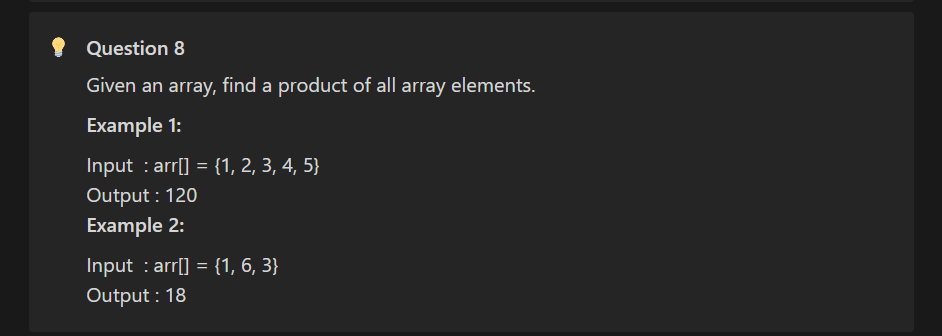 Question 8
Given an array, find a product of all array elements.
Example 1:
Input  : arr[] = {1, 2, 3, 4, 5}
Output : 120
Example 2:
Input  : arr[] = {1, 6, 3}
Output : 18